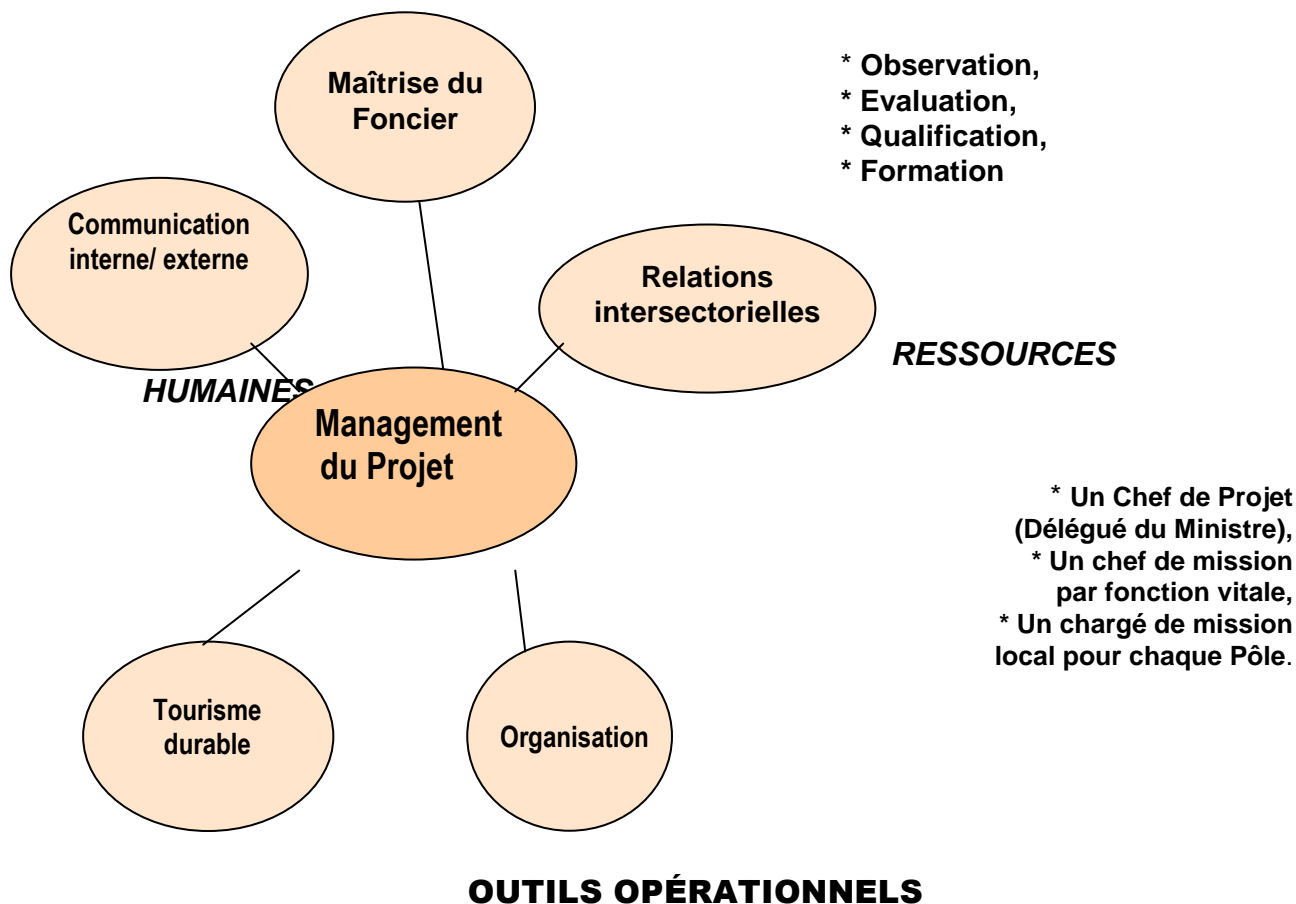 Maîtrise du
Foncier
* Observation,
* Evaluation,
* Qualification,
* Formation
Communication
interne/ externe
Relations
intersectorielles
RESSOURCES
HUMAINES
Management
du Projet
* Un Chef de Projet
(Délégué du Ministre),
* Un chef de mission
par fonction vitale,
* Un chargé de mission
local pour chaque Pôle.
Tourisme
durable
Organisation
OUTILS OPÉRATIONNELS